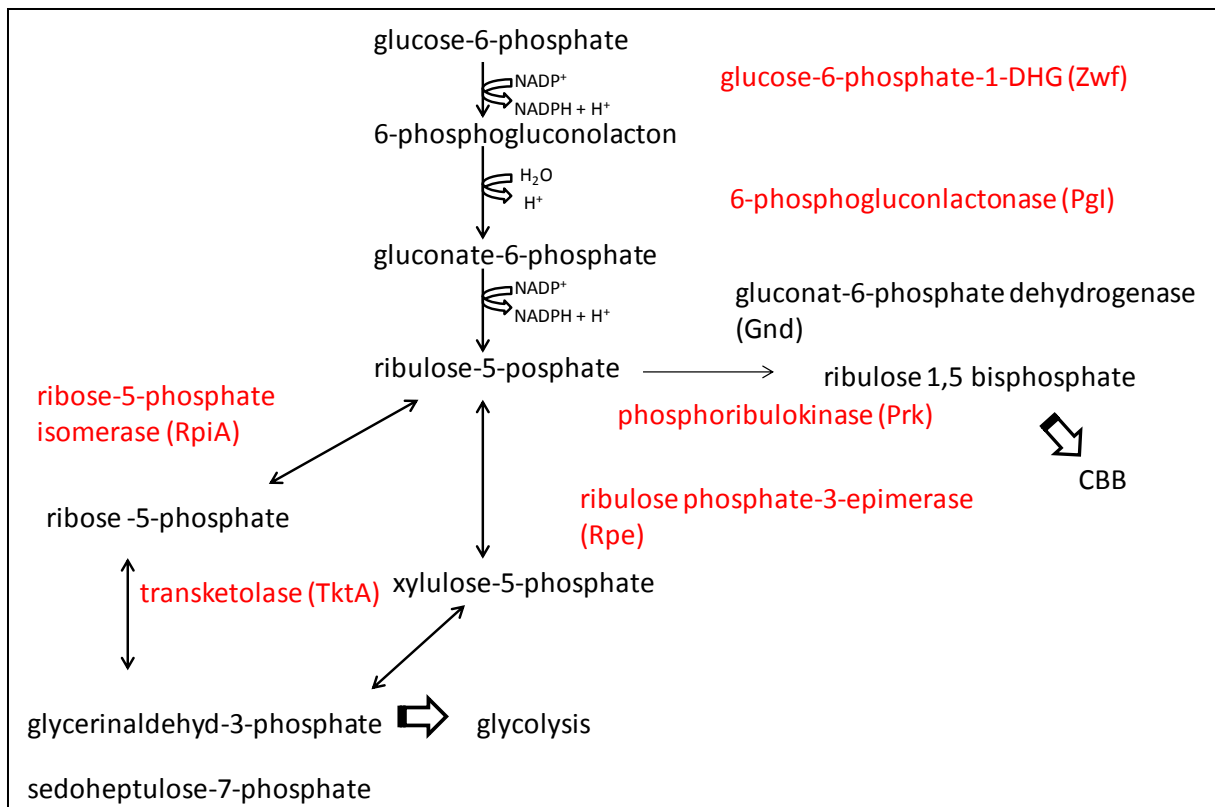 glucose-6-phosphate
NADP⁺
NADPH + H⁺
glucose-6-phosphate-1-DHG (Zwf)
6-phosphogluconolacton
H₂O
H⁺
6-phosphogluconlactonase (PgI)
gluconate-6-phosphate
NADP⁺
NADPH + H⁺
gluconat-6-phosphate dehydrogenase
(Gnd)
ribulose-5-posphate
ribulose 1,5 bisphosphate
ribose-5-phosphate
isomerase (RpiA)
phosphoribulokinase (Prk)
CBB
ribose -5-phosphate
ribulose phosphate-3-epimerase
(Rpe)
transketolase (TktA)
xylulose-5-phosphate
glycerinaldehyd-3-phosphate
glycolysis
sedoheptulose-7-phosphate